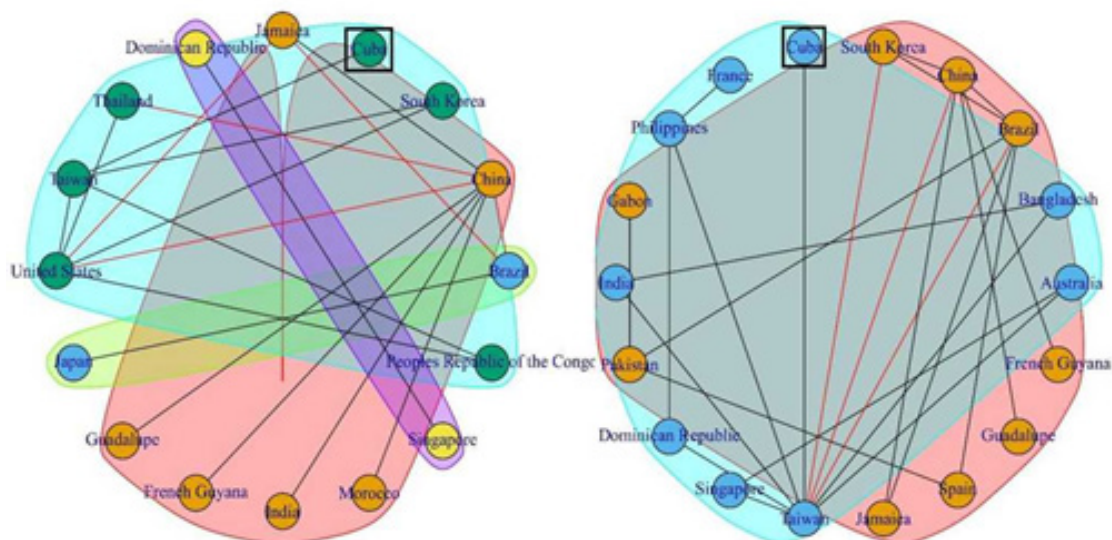 Jamaica
Dominican Republic
Cuba
Thailand
South Korea
Taiwan
China
United States
Brazil
Japan
Peoples Republic of the Congo
Guadalupe
Singapore
French Guyana
Morocco
India
Cuba
South Korea
France
China
Philippines
Brazil
Gabon
Bangladesh
India
Australia
Pakistan
French Guyana
Dominican Republic
Guadalupe
Singapore
Spain
Taiwan
Jamaica